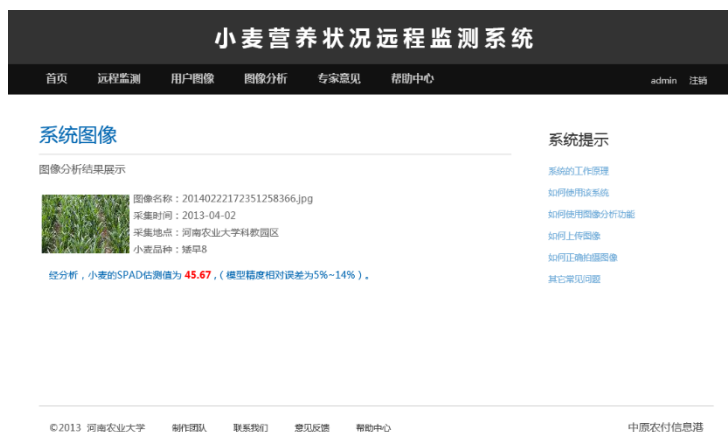 小麦营养状况远程监测系统
首页 远程监测 用户图像 图像分析 专家意见 帮助中心 admin 注销
系统图像
图像分析结果展示
图像名称：20140222172351258366.jpg
采集时间：2013-04-02
采集地点：河南农业大学科教园区
小麦品种：矮早8
经分析，小麦的SPAD估测值为 45.67，（ 模型精度相对误差为5%~14% ）。
系统提示
系统的工作原理
如何使用该系统
如何使用图像分析功能
如何上传图像
如何正确拍摄图像
其它常见问题
©2013 河南农业大学 制作团队 联系我们 意见反馈 帮助中心 中原农付信息港